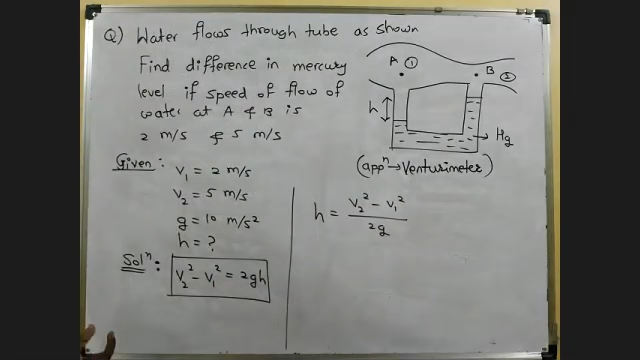 Q) Water flows through tube as shown
Find difference in mercury
level if speed of flow of
water at A & B is
2 m/s & 5 m/s
A ①
B ②
h
Hg
(appⁿ → Venturimeter)
Given:
V₁ = 2 m/s
V₂ = 5 m/s
g = 10 m/s²
h = ?
Solⁿ: V₂² - V₁² = 2gh
h = V₂² - V₁² / 2g